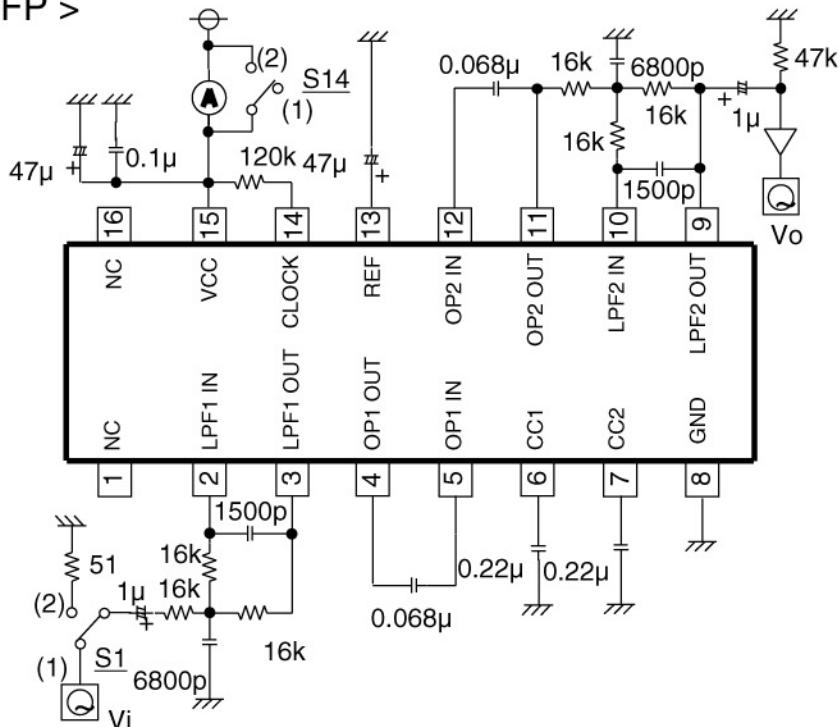 FP >
(2)
S14
(1)
A
47µ
+
0.1µ
120k
47µ
+
0.068µ
16k
6800p
16k
16k
1500p
+
1µ
47k
Vo
16
15
14
13
12
11
10
9
NC
VCC
CLOCK
REF
OP2 IN
OP2 OUT
LPF2 IN
LPF2 OUT
NC
LPF1 IN
LPF1 OUT
OP1 OUT
OP1 IN
CC1
CC2
GND
1
2
3
4
5
6
7
8
1500p
51
16k
1µ
+
16k
16k
(2)
(1)
S1
6800p
Vi
0.068µ
0.22µ
0.22µ